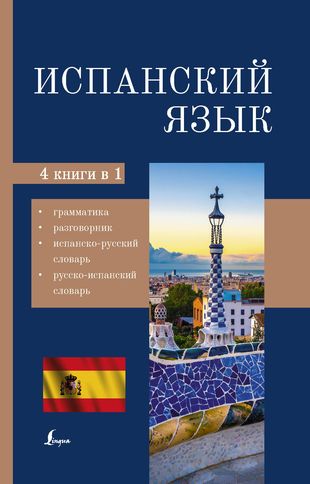 ИСПАНСКИЙ
ЯЗЫК
4 книги в 1
• грамматика
• разговорник
• испанско-русский
словарь
• русско-испанский
словарь
Lingua